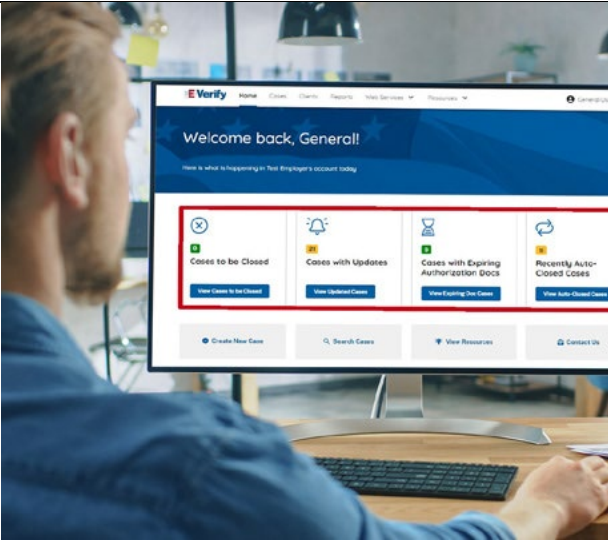 E-Verify Home Cases Clients Reports Web Services Resources General Us
Welcome back, General!
Here is what is happening in Test Employer's account today
0
Cases to be Closed
View Cases to be Closed
21
Cases with Updates
View Updated Cases
Cases with Expiring
Authorization Docs
View Expiring Doc Cases
Recently Auto-
Closed Cases
View Auto-Closed Cases
Create New Case
Search Cases
View Resources
Contact Us